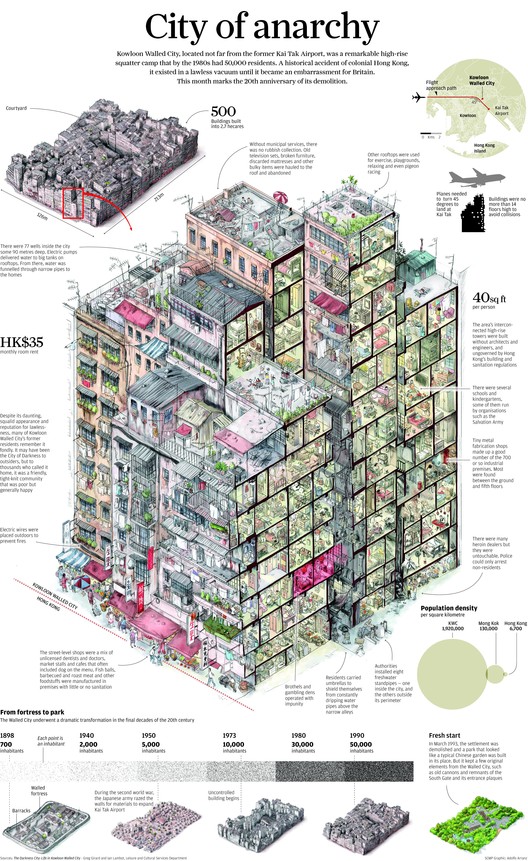 City of anarchy
Kowloon Walled City, located not far from the former Kai Tak Airport, was a remarkable high-rise
squatter camp that by the 1980s had 50,000 residents. A historical accident of colonial Hong Kong,
it existed in a lawless vacuum until it became an embarrassment for Britain.
This month marks the 20th anniversary of its demolition.
Courtyard
500
Buildings built
into 2.7 hecares
210m
120m
Without municipal services, there
was no rubbish collection. Old
television sets, broken furniture,
discarded mattresses and other
bulky items were hauled to the
roof and abandoned
Other rooftops were used
for exercise, playgrounds,
relaxing and even pigeon
racing
Flight
approach path
Kowloon
Walled City
Kai Tak
Airport
Kowloon
Hong Kong
Island
Planes needed
to turn 45
degrees to
land at
Kai Tak
Buildings were no
more than 14
floors high to
avoid collisions
There were 77 wells inside the city
some 90 metres deep. Electric pumps
delivered water to big tanks on
rooftops. From there, water was
funnelled through narrow pipes to
the homes
HK$35
monthly room rent
40sq ft
per person
The area's intercon-
nected high-rise
towers were built
without architects and
engineers, and
ungoverned by Hong
Kong's building and
sanitation regulations
There were several
schools and
kindergartens,
some of them run
by organisations
such as the
Salvation Army
Tiny metal
fabrication shops
made up a good
number of the 700
or so industrial
premises. Most
were found
between the ground
and fifth floors
Despite its daunting,
squalid appearance
and reputation for
lawless-
ness, many of Kowloon
Walled City's former
residents remember it
fondly. It may have been
the City of Darkness to
outsiders, but to
thousands who called it
home, it was a friendly,
tight-knit community
that was poor but
generally happy
Electric wires were
placed outdoors to
prevent fires
There were many
heroin dealers but
they were
untouchable. Police
could only arrest
non-residents
KOWLOON WALLED CITY
HONG KONG
The street-level shops were a mix of
unlicensed dentists and doctors,
market stalls and cafes that often
included dog on the menu. Fish balls,
barbecued and roast meat and other
foodstuffs were manufactured in
premises with little or no sanitation
Brothels and
gambling dens
operated with
impunity
Residents carried
umbrellas to
shield themselves
from constantly
dripping water
pipes above the
narrow alleys
Authorities
installed eight
freshwater
standpipes – one
inside the city, and
the others outside
its perimeter
Population density
per square kilometre
KWC
1,920,000
Mong Kok
130,000
Hong Kong
6,700
From fortress to park
The Walled City underwent a dramatic transformation in the final decades of the 20th century
1898
700
inhabitants
Each point is
an inhabitant
1940
2,000
inhabitants
1950
5,000
inhabitants
1973
10,000
inhabitants
1980
30,000
inhabitants
1990
50,000
inhabitants
Walled
fortress
Barracks
During the second world war,
the Japanese army razed the
walls for materials to expand
Kai Tak Airport
Uncontrolled
building begins
Fresh start
In March 1993, the settlement was
demolished and a park that looked
like a typical Chinese garden was built
in its place. But it kept a few original
elements from the Walled City, such
as old cannons and remnants of the
South Gate and its entrance plaques